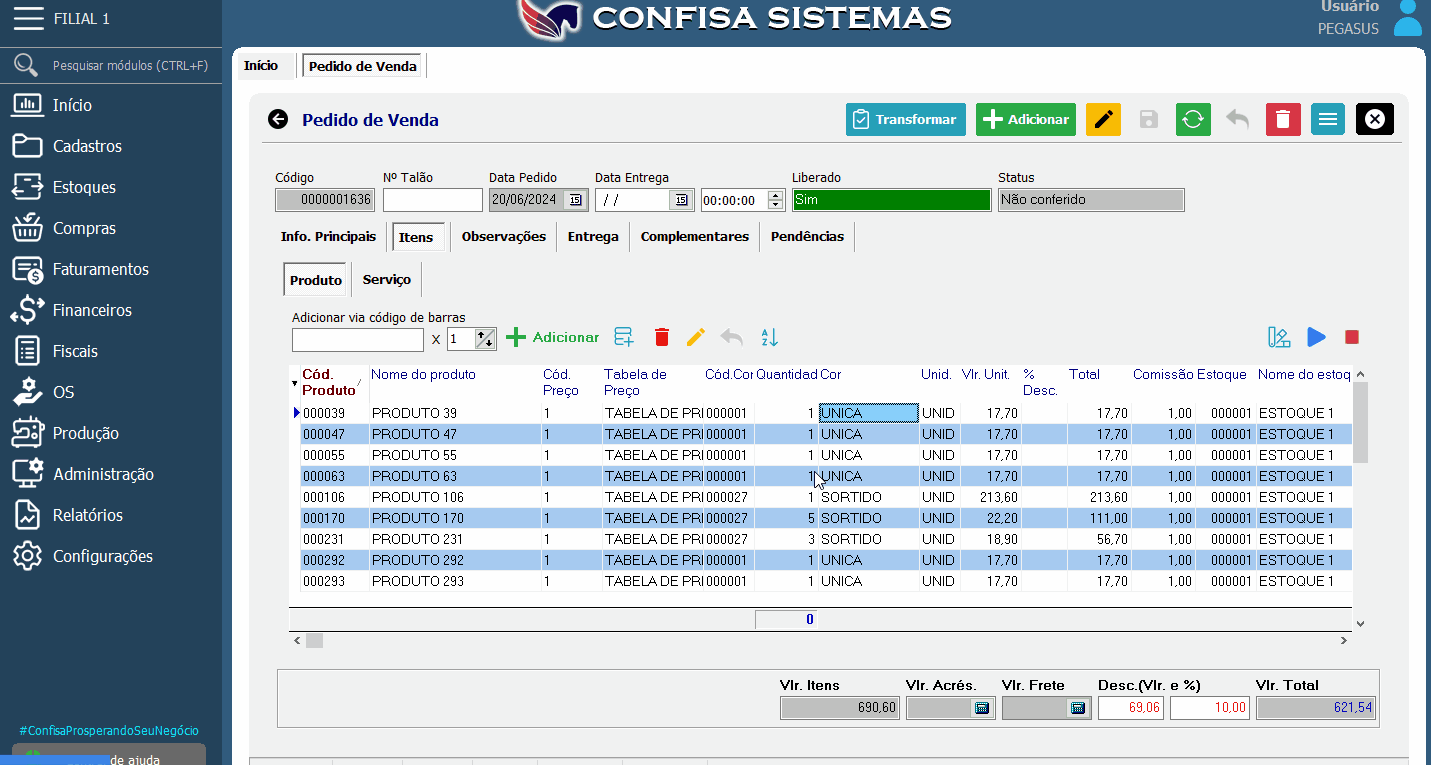 FILIAL 1
CONFISA SISTEMAS
Usuário
PEGASUS
Pesquisar módulos (CTRL+F)
Início
Cadastros
Estoques
Compras
Faturamentos
Financeiros
Fiscais
OS
Produção
Administração
Relatórios
Configurações
#ConfisaProsperandoSeuNegócio
de ajuda
Início Pedido de Venda
Pedido de Venda
Transformar Adicionar
Código Nº Talão Data Pedido Data Entrega Liberado Status
0000001636 20/06/2024 15 / / 15 00:00:00 Sim Não conferido
Info. Principais Itens Observações Entrega Complementares Pendências
Produto Serviço
Adicionar via código de barras
X 1 Adicionar AZ
Cód. Produto Nome do produto Cód. Preço Tabela de Preço Cód.Cor Quantidad Cor Unid. Vlr. Unit. % Desc. Total Comissão Estoque Nome do estoq
000039 PRODUTO 39 1 TABELA DE PRE 000001 1 UNICA UNID 17,70 17,70 1,00 000001 ESTOQUE 1
000047 PRODUTO 47 1 TABELA DE PRE 000001 1 UNICA UNID 17,70 17,70 1,00 000001 ESTOQUE 1
000055 PRODUTO 55 1 TABELA DE PRE 000001 1 UNICA UNID 17,70 17,70 1,00 000001 ESTOQUE 1
000063 PRODUTO 63 1 TABELA DE PRE 000001 1 UNICA UNID 17,70 17,70 1,00 000001 ESTOQUE 1
000106 PRODUTO 106 1 TABELA DE PRE 000027 1 SORTIDO UNID 213,60 213,60 1,00 000001 ESTOQUE 1
000170 PRODUTO 170 1 TABELA DE PRE 000027 5 SORTIDO UNID 22,20 111,00 1,00 000001 ESTOQUE 1
000231 PRODUTO 231 1 TABELA DE PRE 000027 3 SORTIDO UNID 18,90 56,70 1,00 000001 ESTOQUE 1
000292 PRODUTO 292 1 TABELA DE PRE 000001 1 UNICA UNID 17,70 17,70 1,00 000001 ESTOQUE 1
000293 PRODUTO 293 1 TABELA DE PRE 000001 1 UNICA UNID 17,70 17,70 1,00 000001 ESTOQUE 1
0
Vlr. Itens Vlr. Acrés. Vlr. Frete Desc.(Vlr. e %) Vlr. Total
690,60 69,06 10,00 621,54